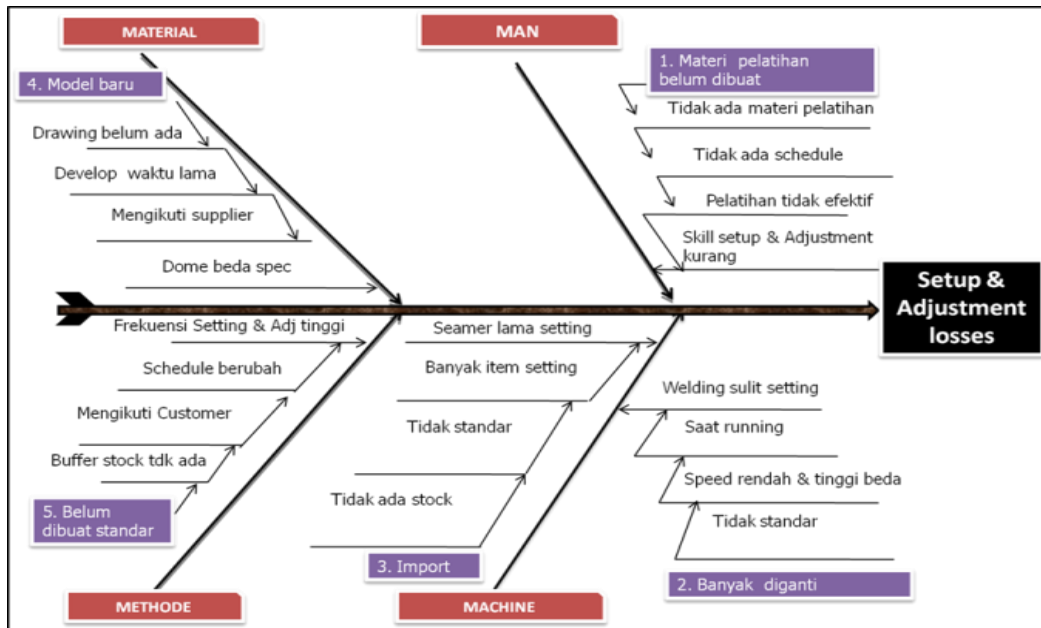 MATERIAL
MAN
4. Model baru
Drawing belum ada
Develop waktu lama
Mengikuti supplier
Dome beda spec
1. Materi pelatihan
belum dibuat
Tidak ada materi pelatihan
Tidak ada schedule
Pelatihan tidak efektif
Skill setup & Adjustment
kurang
Setup &
Adjustment
losses
Frekuensi Setting & Adj tinggi
Schedule berubah
Mengikuti Customer
Buffer stock tdk ada
5. Belum
dibuat standar
Seamer lama setting
Banyak item setting
Tidak standar
Tidak ada stock
3. Import
Welding sulit setting
Saat running
Speed rendah & tinggi beda
Tidak standar
2. Banyak diganti
METHODE
MACHINE